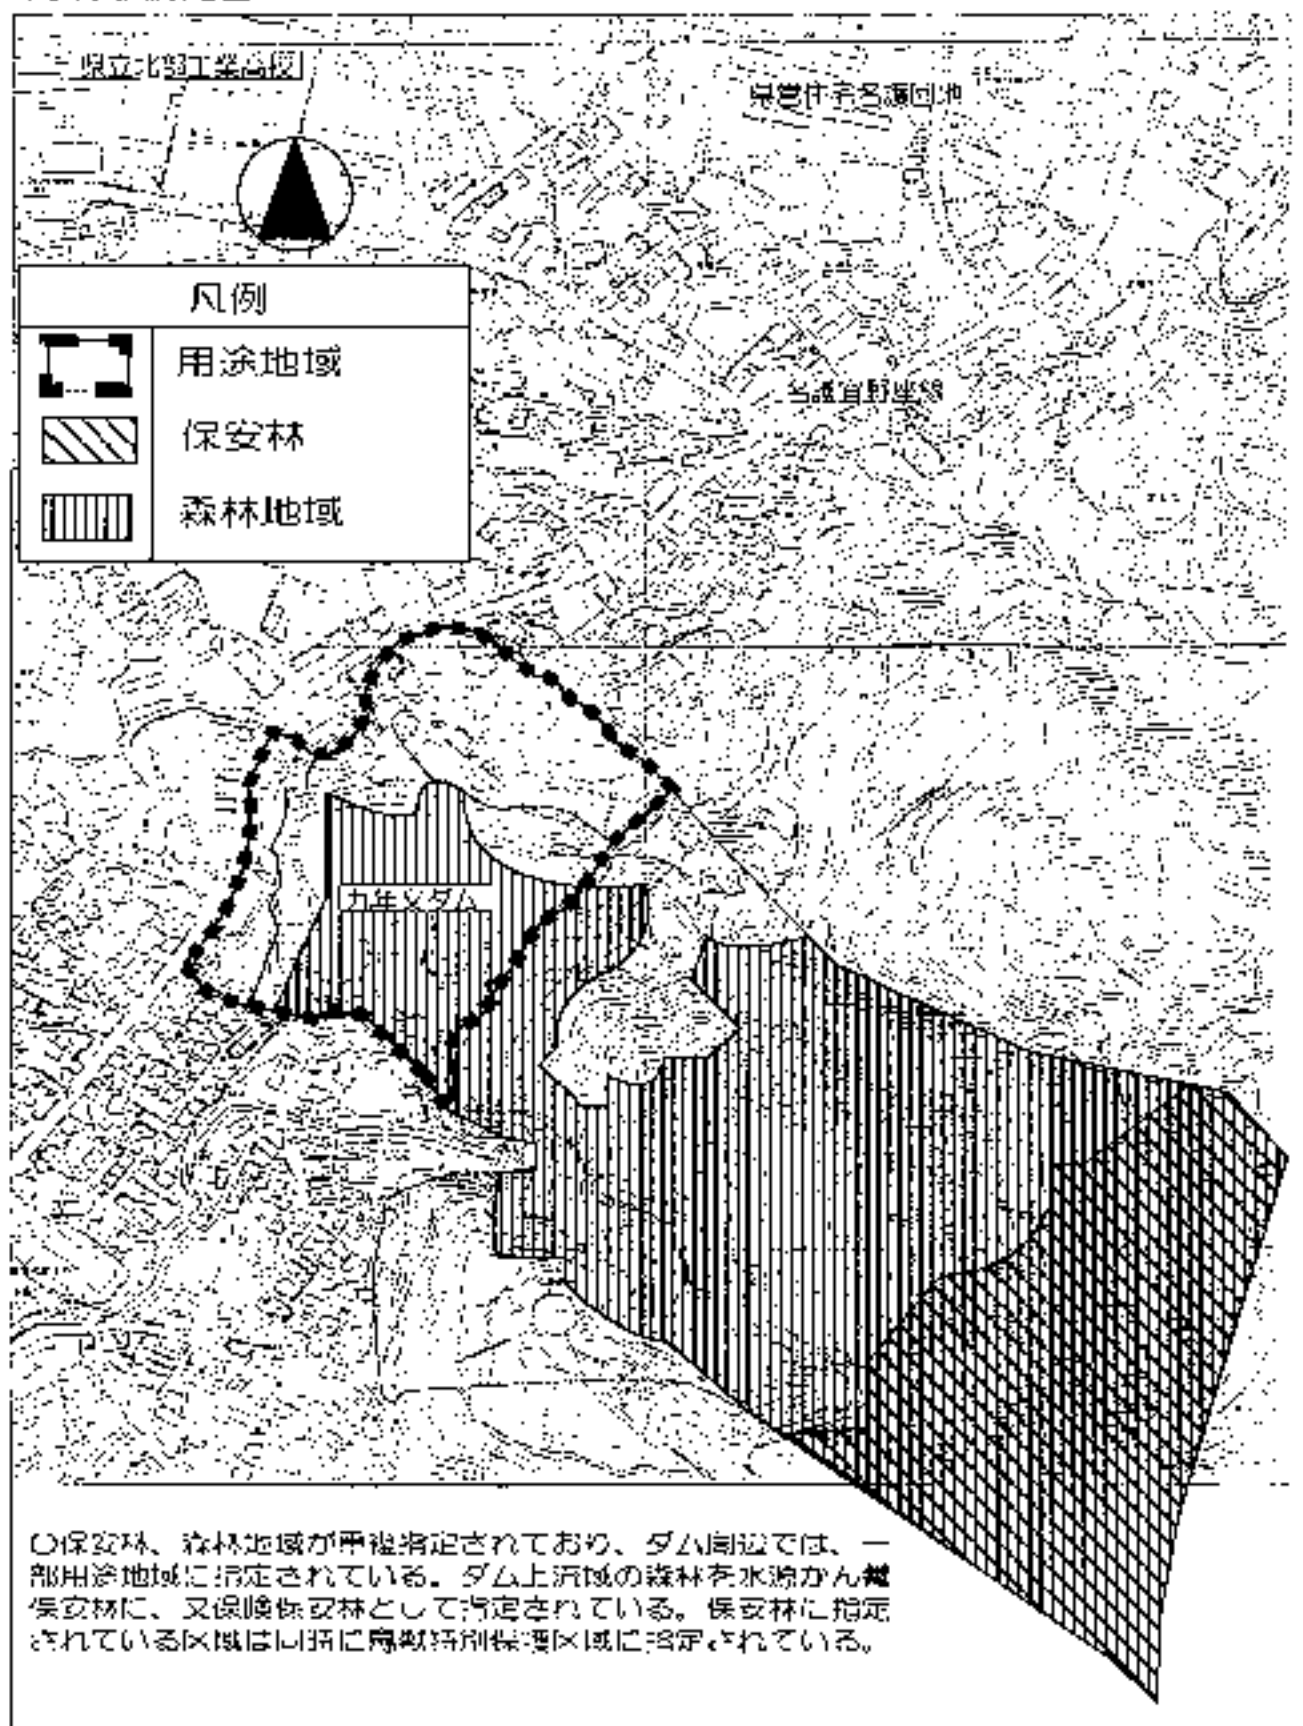 県立北部工業高校
県営住宅名護団地
凡例
用途地域
保安林
森林地域
名護宜野座線
九年又ダム
〇保安林、森林地域が重複指定されており、ダム周辺では、一
部用途地域に指定されている。ダム上流域の森林を水源かん養
保安林に、又保険保安林として指定されている。保安林に指定
されている区域は同時に鳥獣特別保護区域に指定されている。